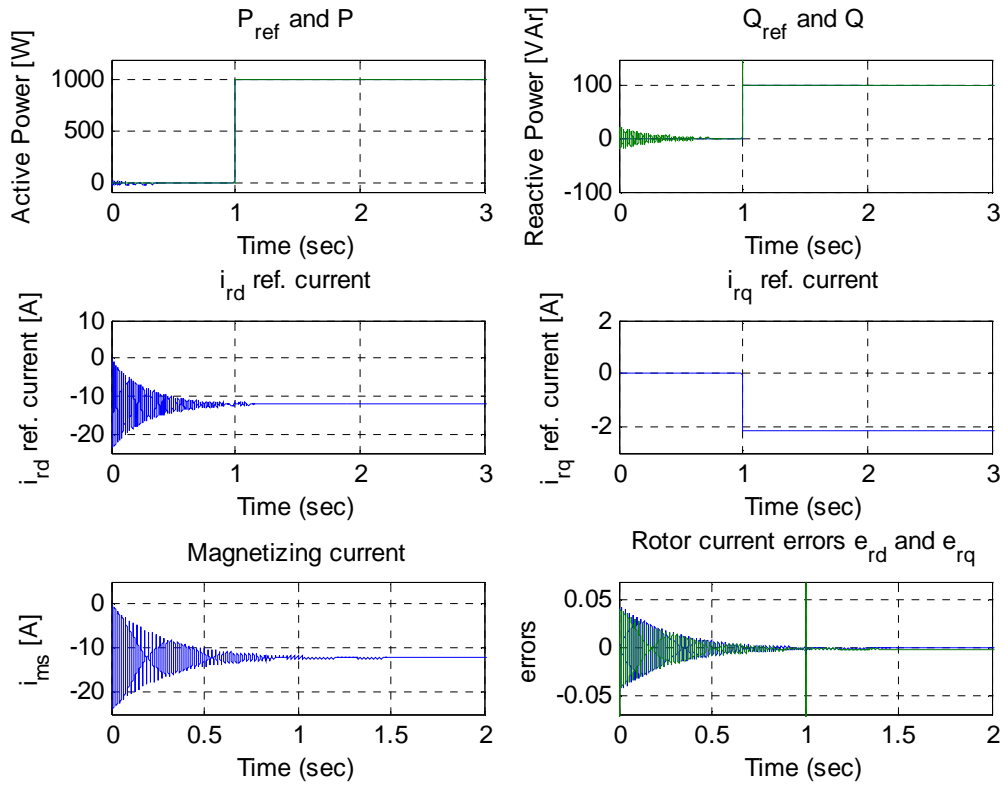 P_ref and P
Active Power [W]
1000
500
0
0 1 2 3
Time (sec)
Q_ref and Q
Reactive Power [VAr]
100
0
-100
0 1 2 3
Time (sec)
i_rd ref. current
i_rd ref. current [A]
10
0
-10
-20
0 1 2 3
Time (sec)
i_rq ref. current
i_rq ref. current [A]
2
0
-2
0 1 2 3
Time (sec)
Magnetizing current
i_ms [A]
0
-10
-20
0 0.5 1 1.5 2
Time (sec)
Rotor current errors e_rd and e_rq
errors
0.05
0
-0.05
0 0.5 1 1.5 2
Time (sec)